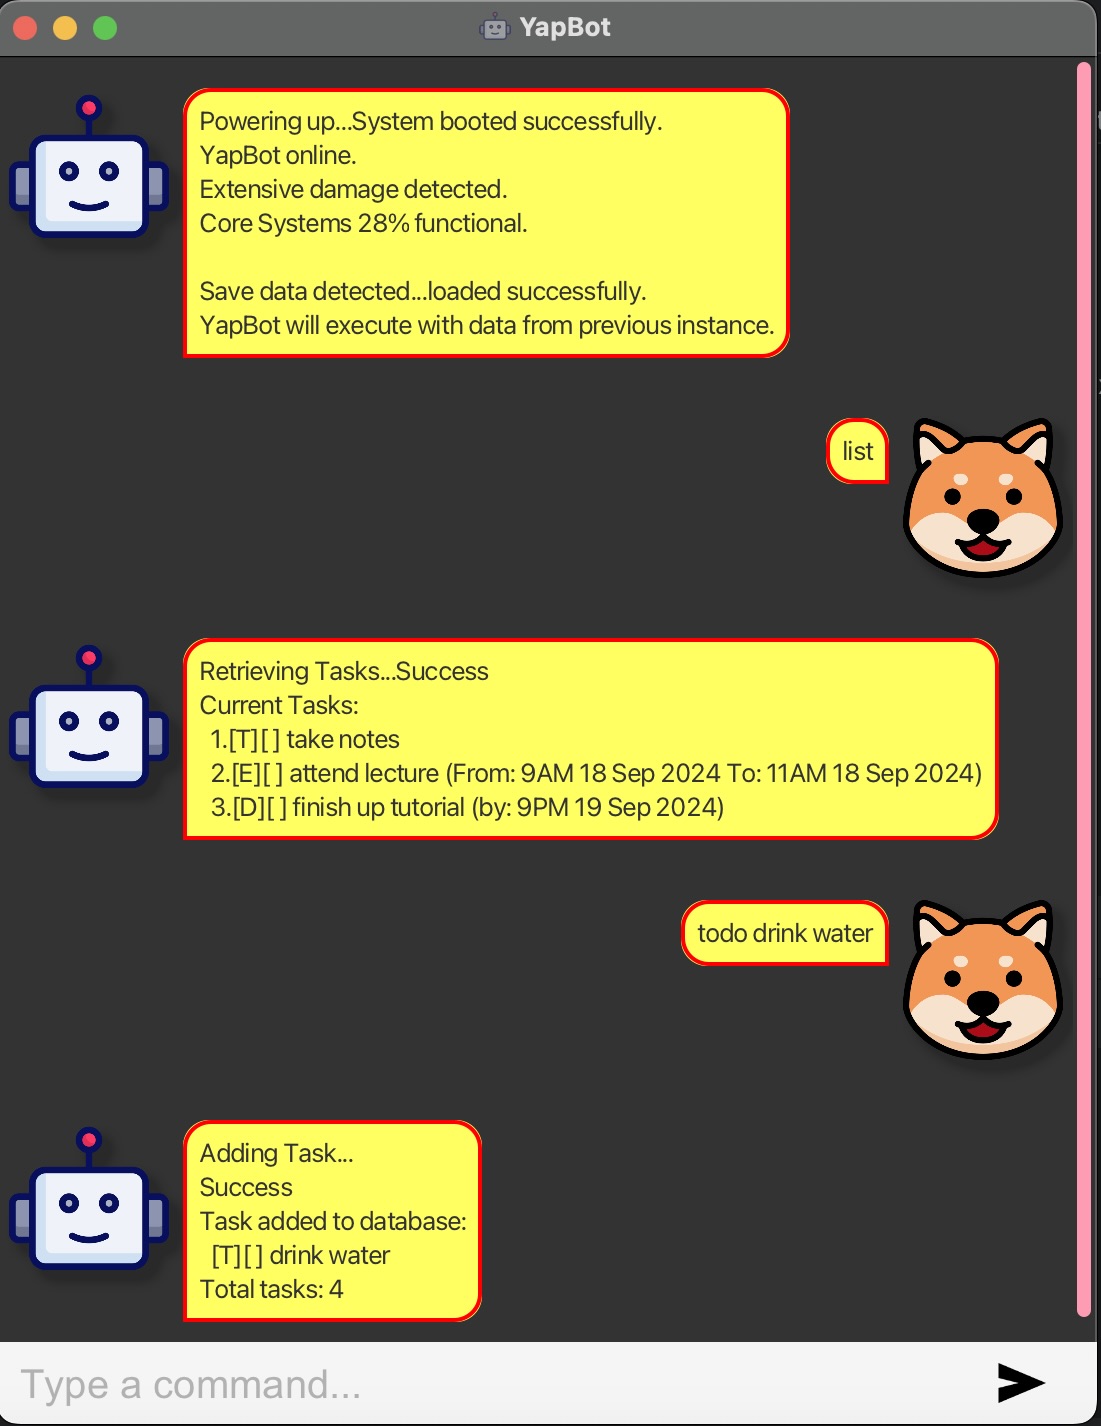 YapBot
Powering up...System booted successfully.
YapBot online.
Extensive damage detected.
Core Systems 28% functional.
Save data detected...loaded successfully.
YapBot will execute with data from previous instance.
list
Retrieving Tasks...Success
Current Tasks:
1.[T][ ] take notes
2.[E][ ] attend lecture (From: 9AM 18 Sep 2024 To: 11AM 18 Sep 2024)
3.[D][ ] finish up tutorial (by: 9PM 19 Sep 2024)
todo drink water
Adding Task...
Success
Task added to database:
[T][ ] drink water
Total tasks: 4
Type a command...